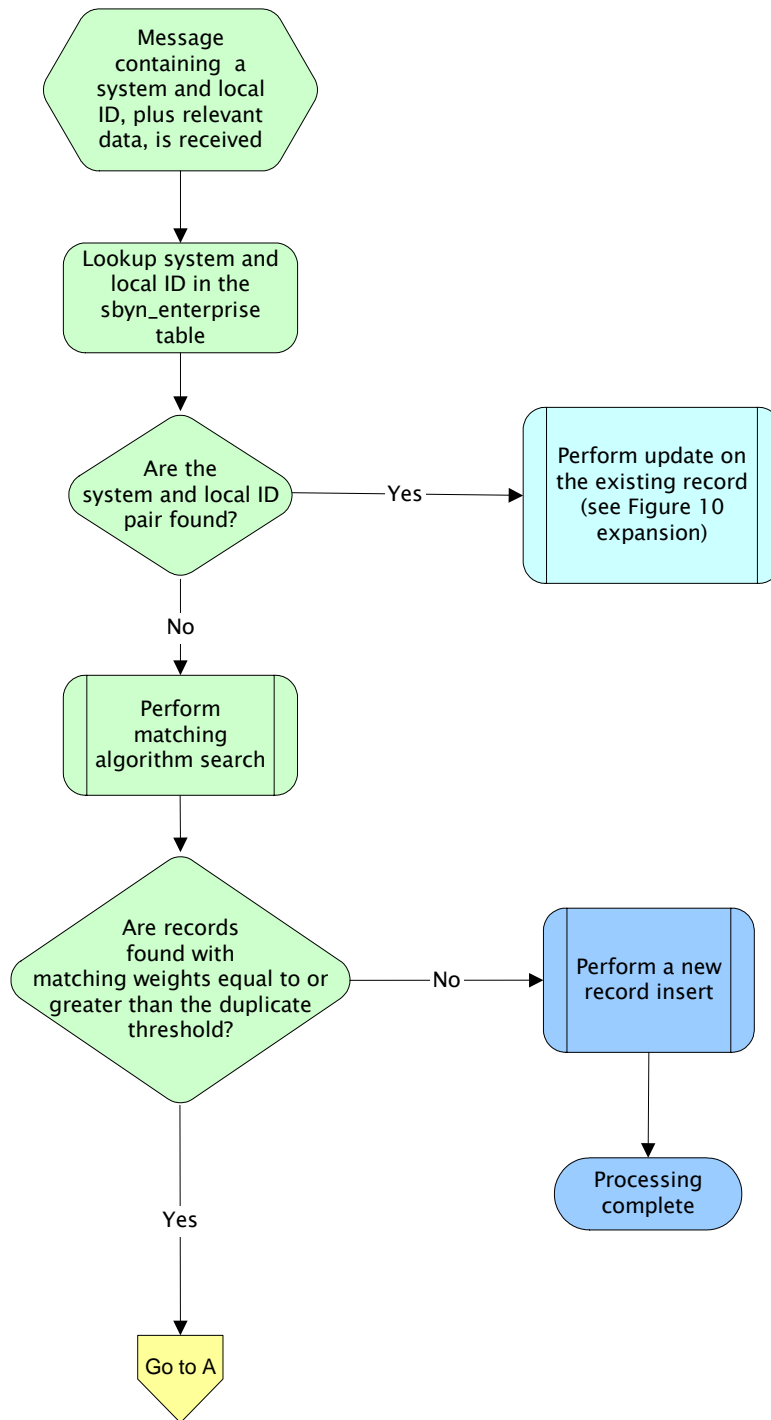 Message
containing  a
system and local
ID, plus relevant
data, is received
Lookup system and
local ID in the
sbyn_enterprise
table
Are the
system and local ID
pair found?
Yes
Perform update on
the existing record
(see Figure 10
expansion)
No
Perform
matching
algorithm search
Are records
found with
matching weights equal to or
greater than the duplicate
threshold?
No
Perform a new
record insert
Processing
complete
Yes
Go to A